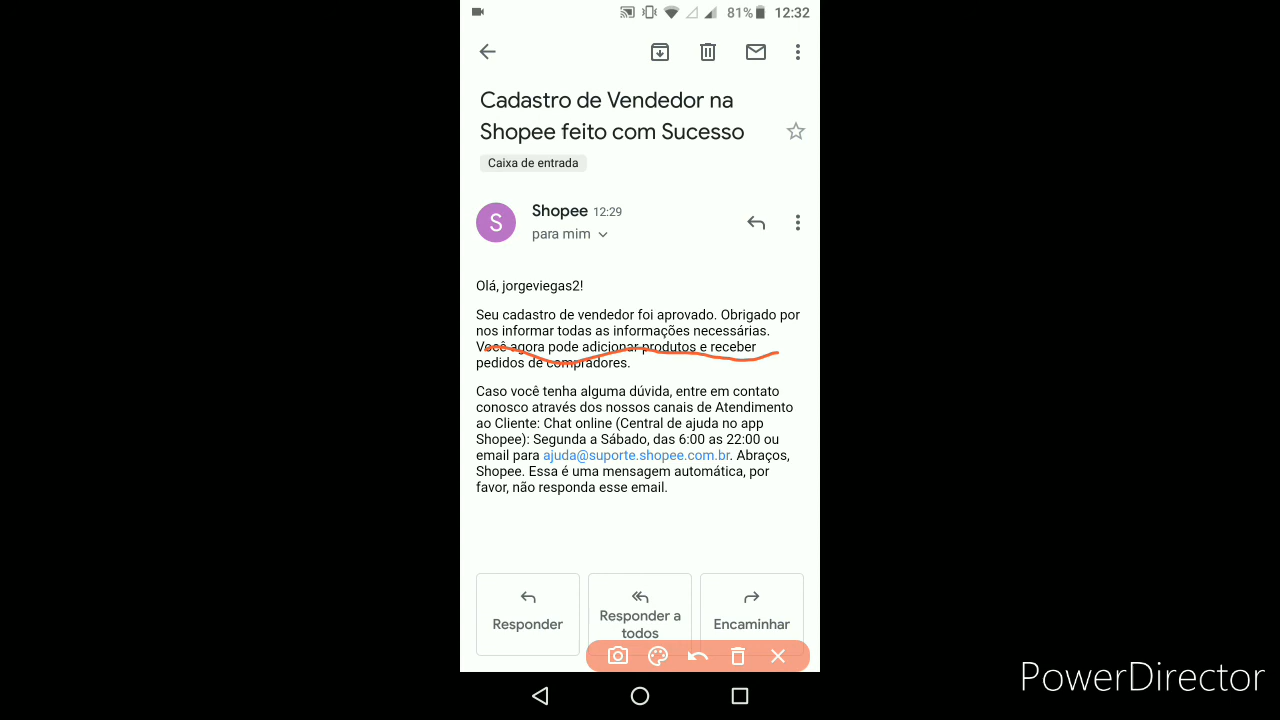 81% 12:32
Cadastro de Vendedor na
Shopee feito com Sucesso
Caixa de entrada
S
Shopee 12:29
para mim
Olá, jorgeviegas2!
Seu cadastro de vendedor foi aprovado. Obrigado por
nos informar todas as informações necessárias.
Você agora pode adicionar produtos e receber
pedidos de compradores.
Caso você tenha alguma dúvida, entre em contato
conosco através dos nossos canais de Atendimento
ao Cliente: Chat online (Central de ajuda no app
Shopee): Segunda a Sábado, das 6:00 as 22:00 ou
email para ajuda@suporte.shopee.com.br. Abraços,
Shopee. Essa é uma mensagem automática, por
favor, não responda esse email.
Responder
Responder a
todos
Encaminhar
PowerDirector